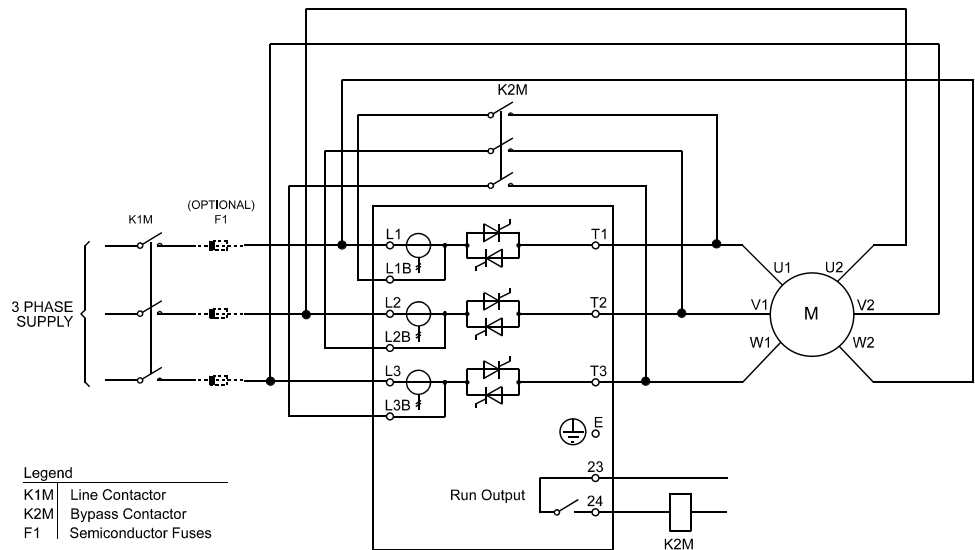 K2M
(OPTIONAL)
K1M F1
L1 T1
L1B
U1 U2
3 PHASE
SUPPLY
L2 T2
L2B
V1 M V2
W1 W2
L3 T3
L3B
E
Legend
K1M Line Contactor
K2M Bypass Contactor
F1 Semiconductor Fuses
Run Output
23
24
K2M